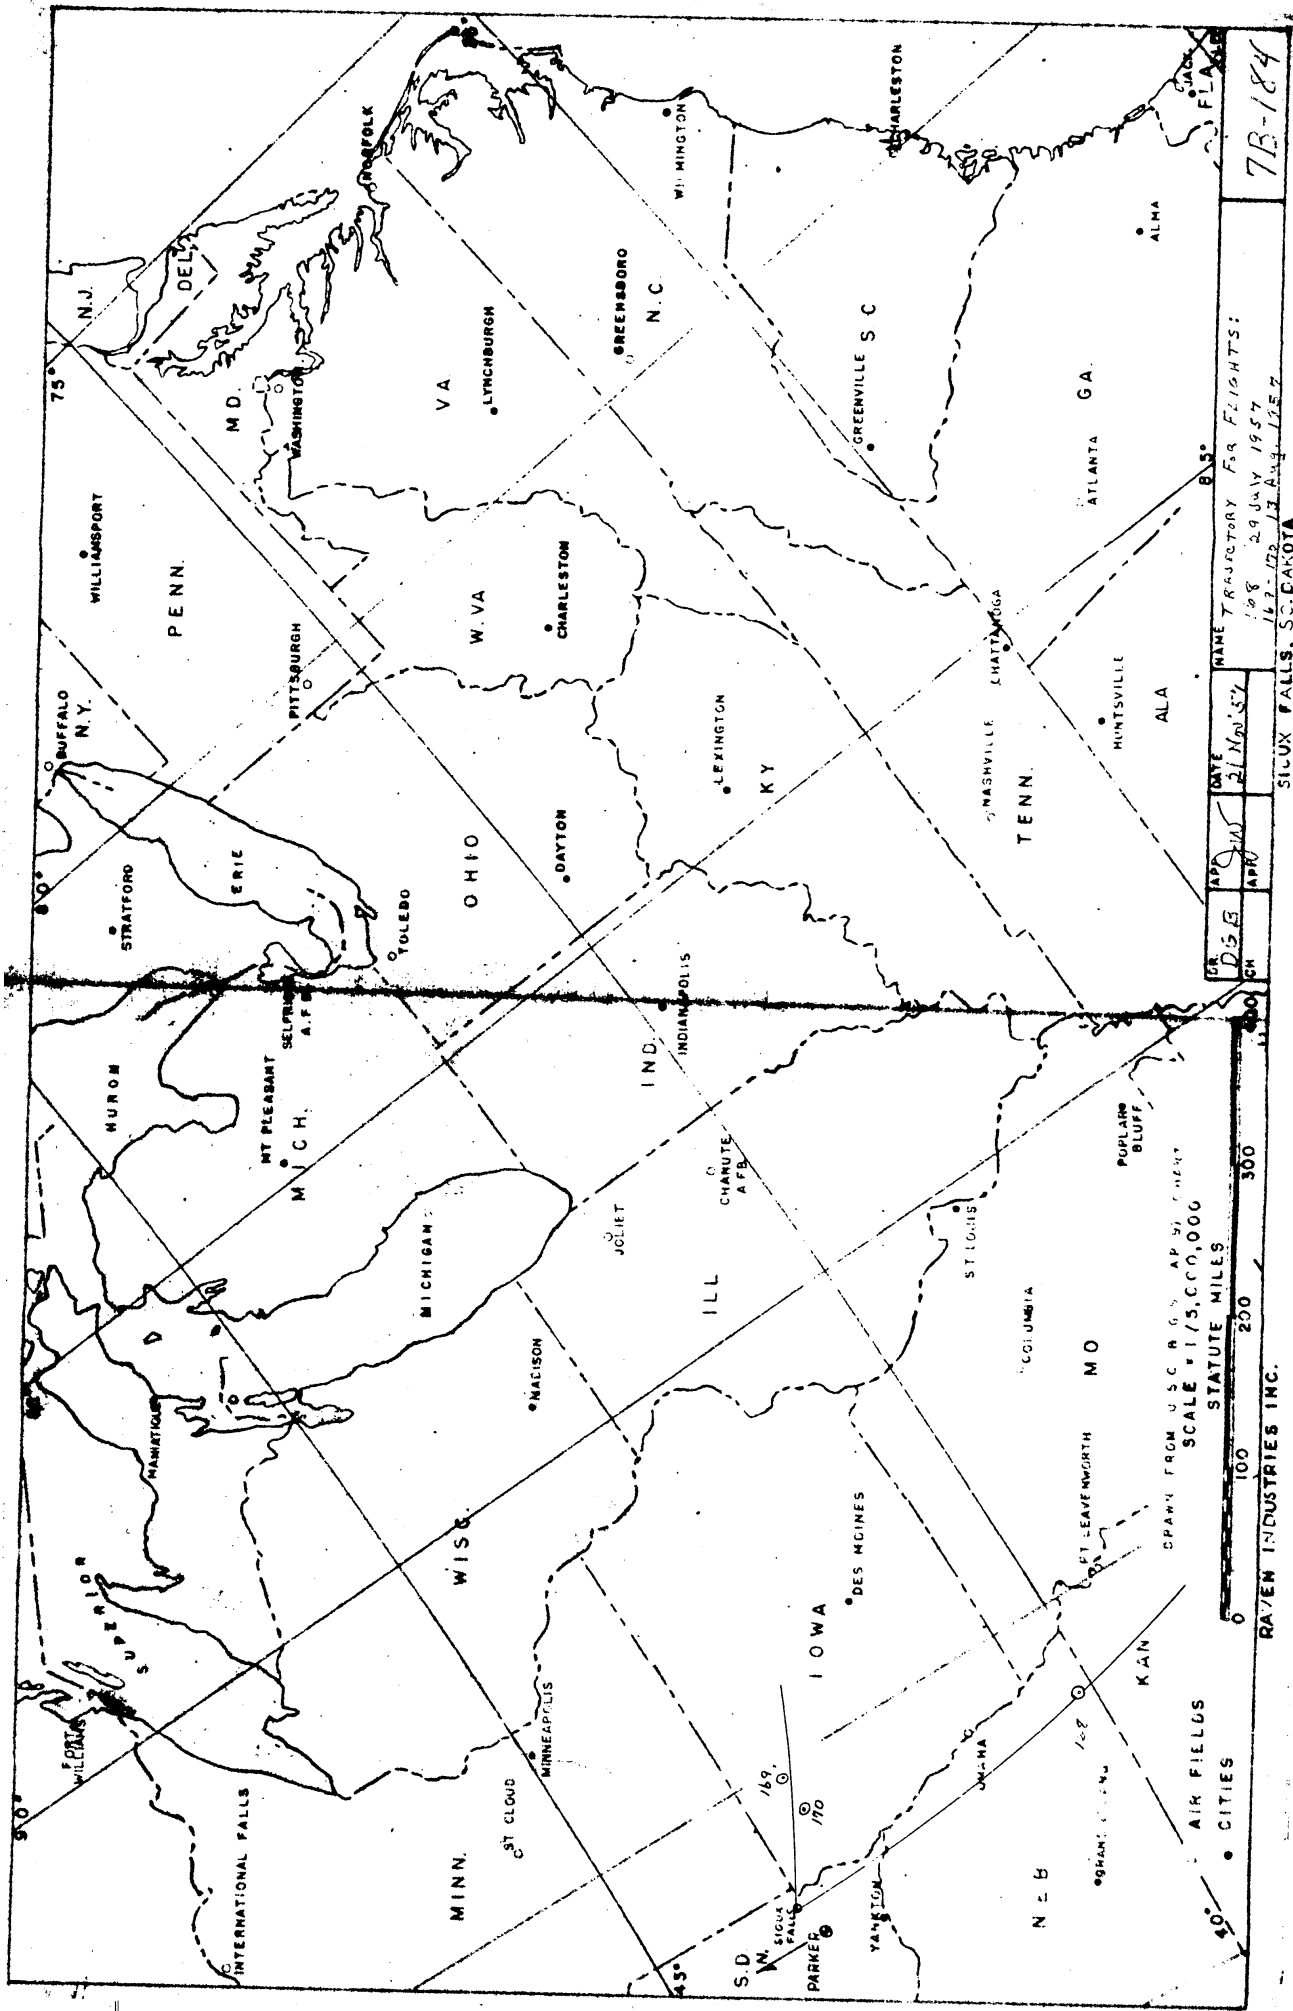 75°
N.J.
DEL.
MD.
WASHINGTON
NORFOLK
WILLIAMSPORT
PENN.
PITTSBURGH
BUFFALO
N.Y.
80°
STRATFORD
ERIE
TOLEDO
OHIO
DAYTON
W. VA
CHARLESTON
VA
LYNCHBURGH
GREENSBORO
N.C
WILMINGTON
CHARLESTON
GREENVILLE
S C
GA.
ATLANTA
ALMA
JACK
FLA
85°
LEXINGTON
KY
NASHVILLE
CHATTANOOGA
TENN.
HUNTSVILLE
ALA
HURON
MT PLEASANT
MICH.
SELFRIDGE
A.F.B.
IND.
INDIANAPOLIS
MICHIGAN
JOLIET
CHANUTE
A F B
ILL
ST LOUIS
COLUMBIA
MO
POPLAR
BLUFF
MANISTIQUE
MADISON
WISC.
SUPERIOR
FORT
WILLIAMS
90°
INTERNATIONAL FALLS
MINN.
ST CLOUD
MINNEAPOLIS
IOWA
DES MOINES
FT LEAVENWORTH
KAN
OMAHA
NEB
GRAND ISLAND
45°
S.D
N.
SIOUX
FALLS
PARKER
YANKTON
169
170
168
40°
AIR FIELDS
• CITIES
SCALE = 1/5,000,000
STATUTE MILES
0 100 200 300 400
RAVEN INDUSTRIES INC.
SIOUX FALLS, SO. DAKOTA
DR.
DGB
APP
CH
APP
DATE
21 Nov '57
NAME TRAJECTORY FOR FLIGHTS:
168 29 July 1957
169-170 13 Aug. 1957
7B-184